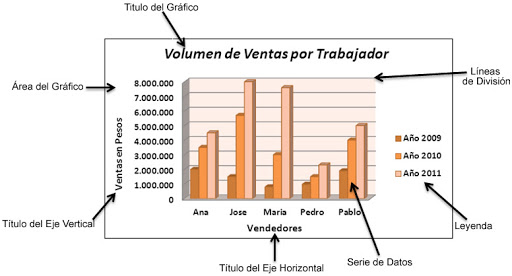 Titulo del Gráfico
Volumen de Ventas por Trabajador
Líneas
de División
Área del Gráfico
8.000.000
7.000.000
6.000.000
5.000.000
4.000.000
3.000.000
2.000.000
1.000.000
0
Ventas en Pesos
Año 2009
Año 2010
Año 2011
Ana
Jose
Maria
Pedro
Pablo
Vendedores
Título del Eje Vertical
Leyenda
Serie de Datos
Título del Eje Horizontal